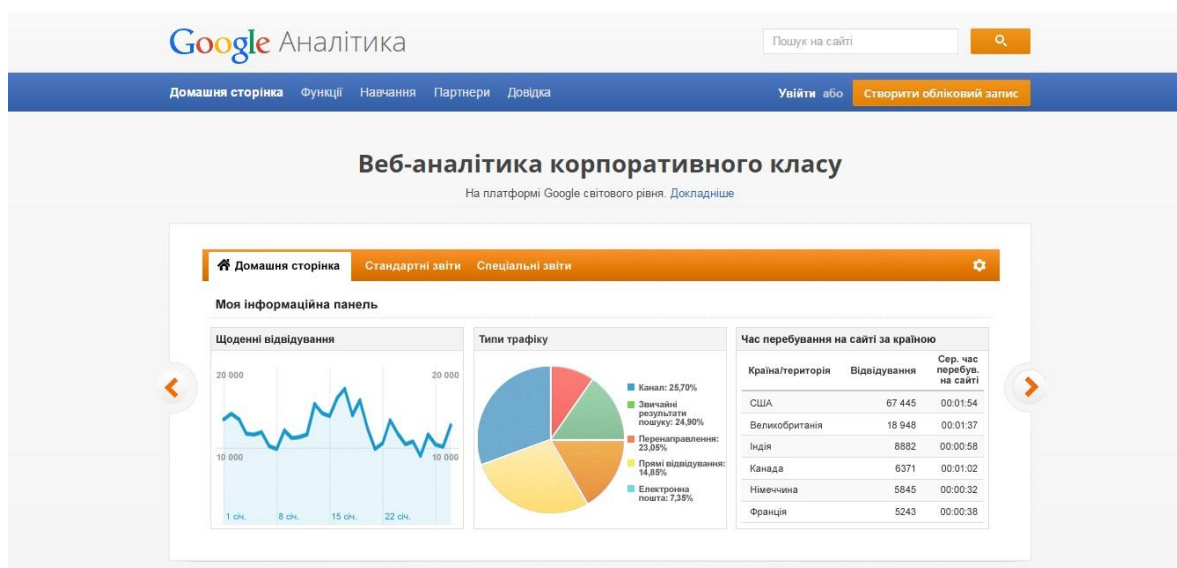 Google Аналітика
Пошук на сайті
Домашня сторінка Функції Навчання Партнери Довідка
Увійти або Створити обліковий запис
Веб-аналітика корпоративного класу
На платформі Google світового рівня. Докладніше
Домашня сторінка Стандартні звіти Спеціальні звіти
Моя інформаційна панель
Щоденні відвідування
20 000 20 000
10 000 10 000
1 січ. 8 січ. 15 січ. 22 січ.
Типи трафіку
Канал: 25,70%
Звичайні
результати
пошуку: 24,90%
Перенаправлення:
23,05%
Прямі відвідування:
14,85%
Електронна
пошта: 7,35%
Час перебування на сайті за країною
Країна/територія Відвідування Сер. час
перебув.
на сайті
США 67 445 00:01:54
Великобританія 18 948 00:01:37
Індія 8882 00:00:58
Канада 6371 00:01:02
Німеччина 5845 00:00:32
Франція 5243 00:00:38